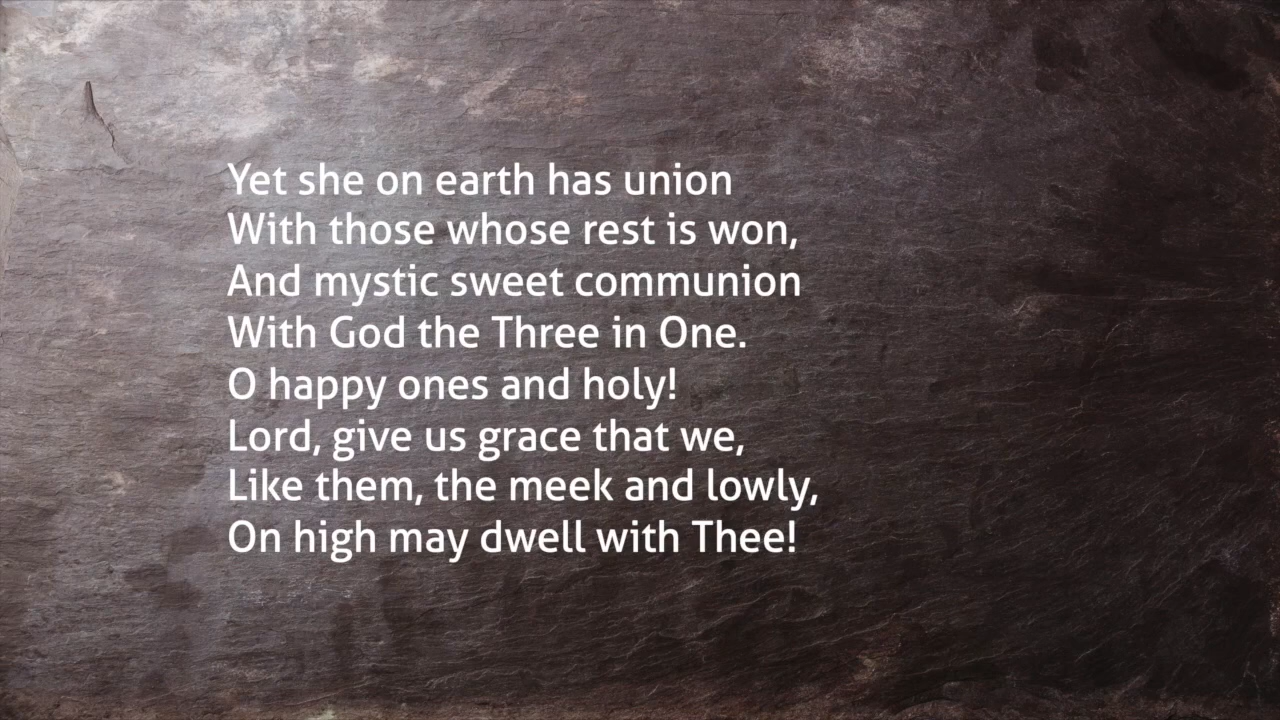 Yet she on earth has union
With those whose rest is won,
And mystic sweet communion
With God the Three in One.
O happy ones and holy!
Lord, give us grace that we,
Like them, the meek and lowly,
On high may dwell with Thee!